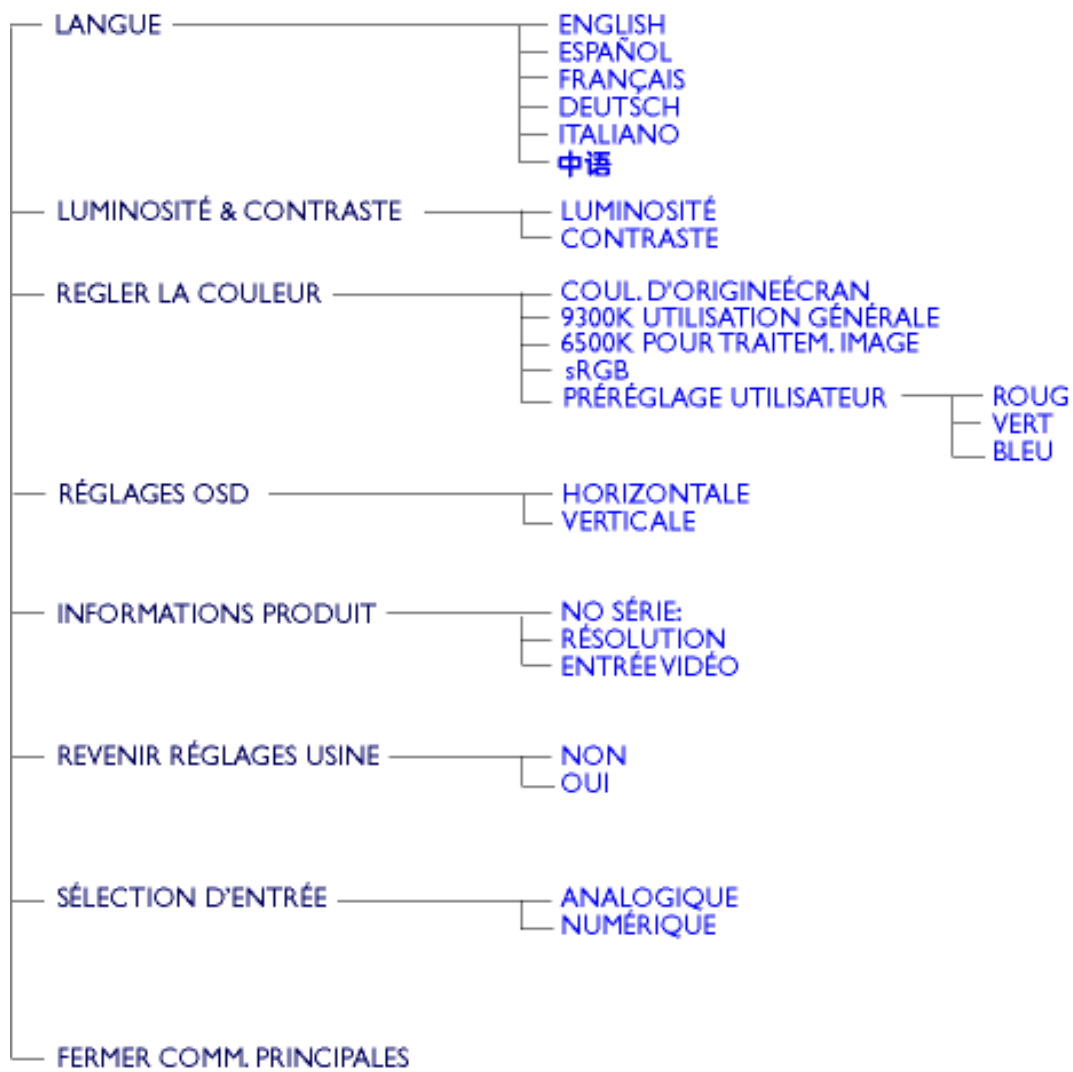 LANGUE
ENGLISH
ESPAÑOL
FRANÇAIS
DEUTSCH
ITALIANO
中语
LUMINOSITÉ & CONTRASTE
LUMINOSITÉ
CONTRASTE
REGLER LA COULEUR
COUL. D'ORIGINEÉCRAN
9300K UTILISATION GÉNÉRALE
6500K POUR TRAITEM. IMAGE
sRGB
PRÉRÉGLAGE UTILISATEUR
ROUG
VERT
BLEU
RÉGLAGES OSD
HORIZONTALE
VERTICALE
INFORMATIONS PRODUIT
NO SÉRIE:
RÉSOLUTION
ENTRÉE VIDÉO
REVENIR RÉGLAGES USINE
NON
OUI
SÉLECTION D'ENTRÉE
ANALOGIQUE
NUMÉRIQUE
FERMER COMM. PRINCIPALES